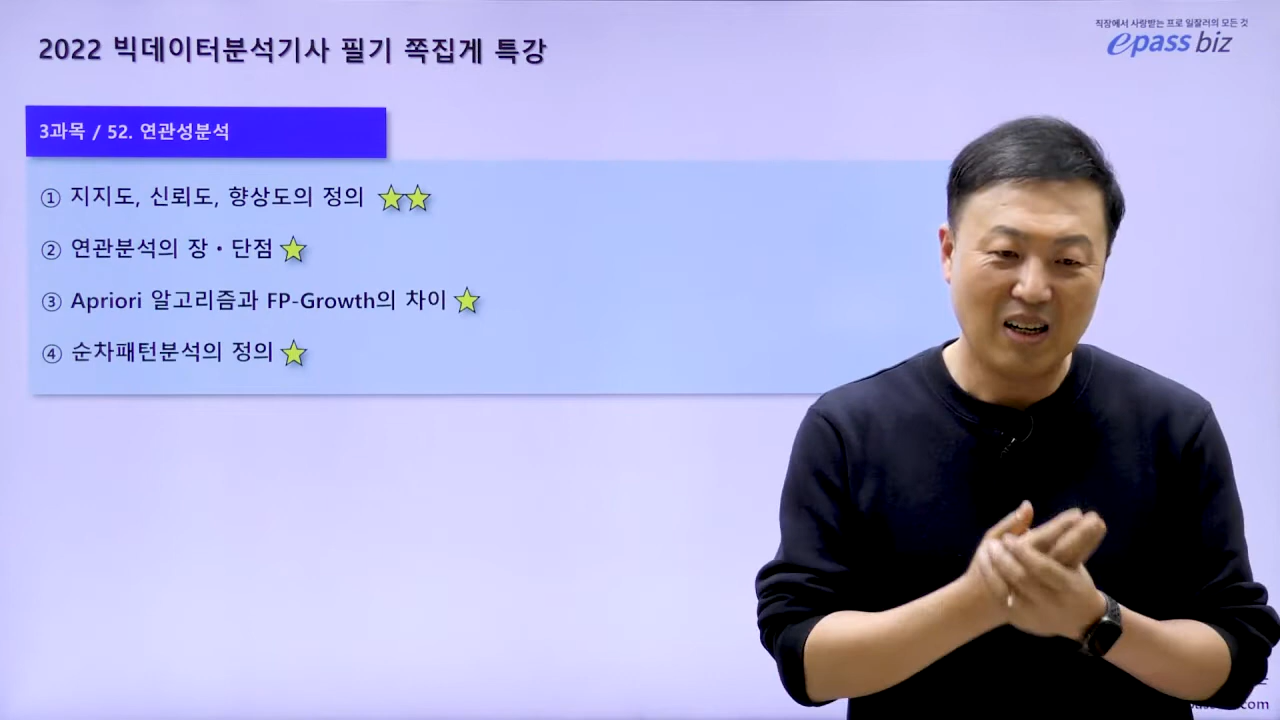 2022 빅데이터분석기사 필기 쪽집게 특강
직장에서 사랑받는 프로 일잘러의 모든 것
epass biz
3과목 / 52. 연관성분석
① 지지도, 신뢰도, 향상도의 정의
② 연관분석의 장・단점
③ Apriori 알고리즘과 FP-Growth의 차이
④ 순차패턴분석의 정의